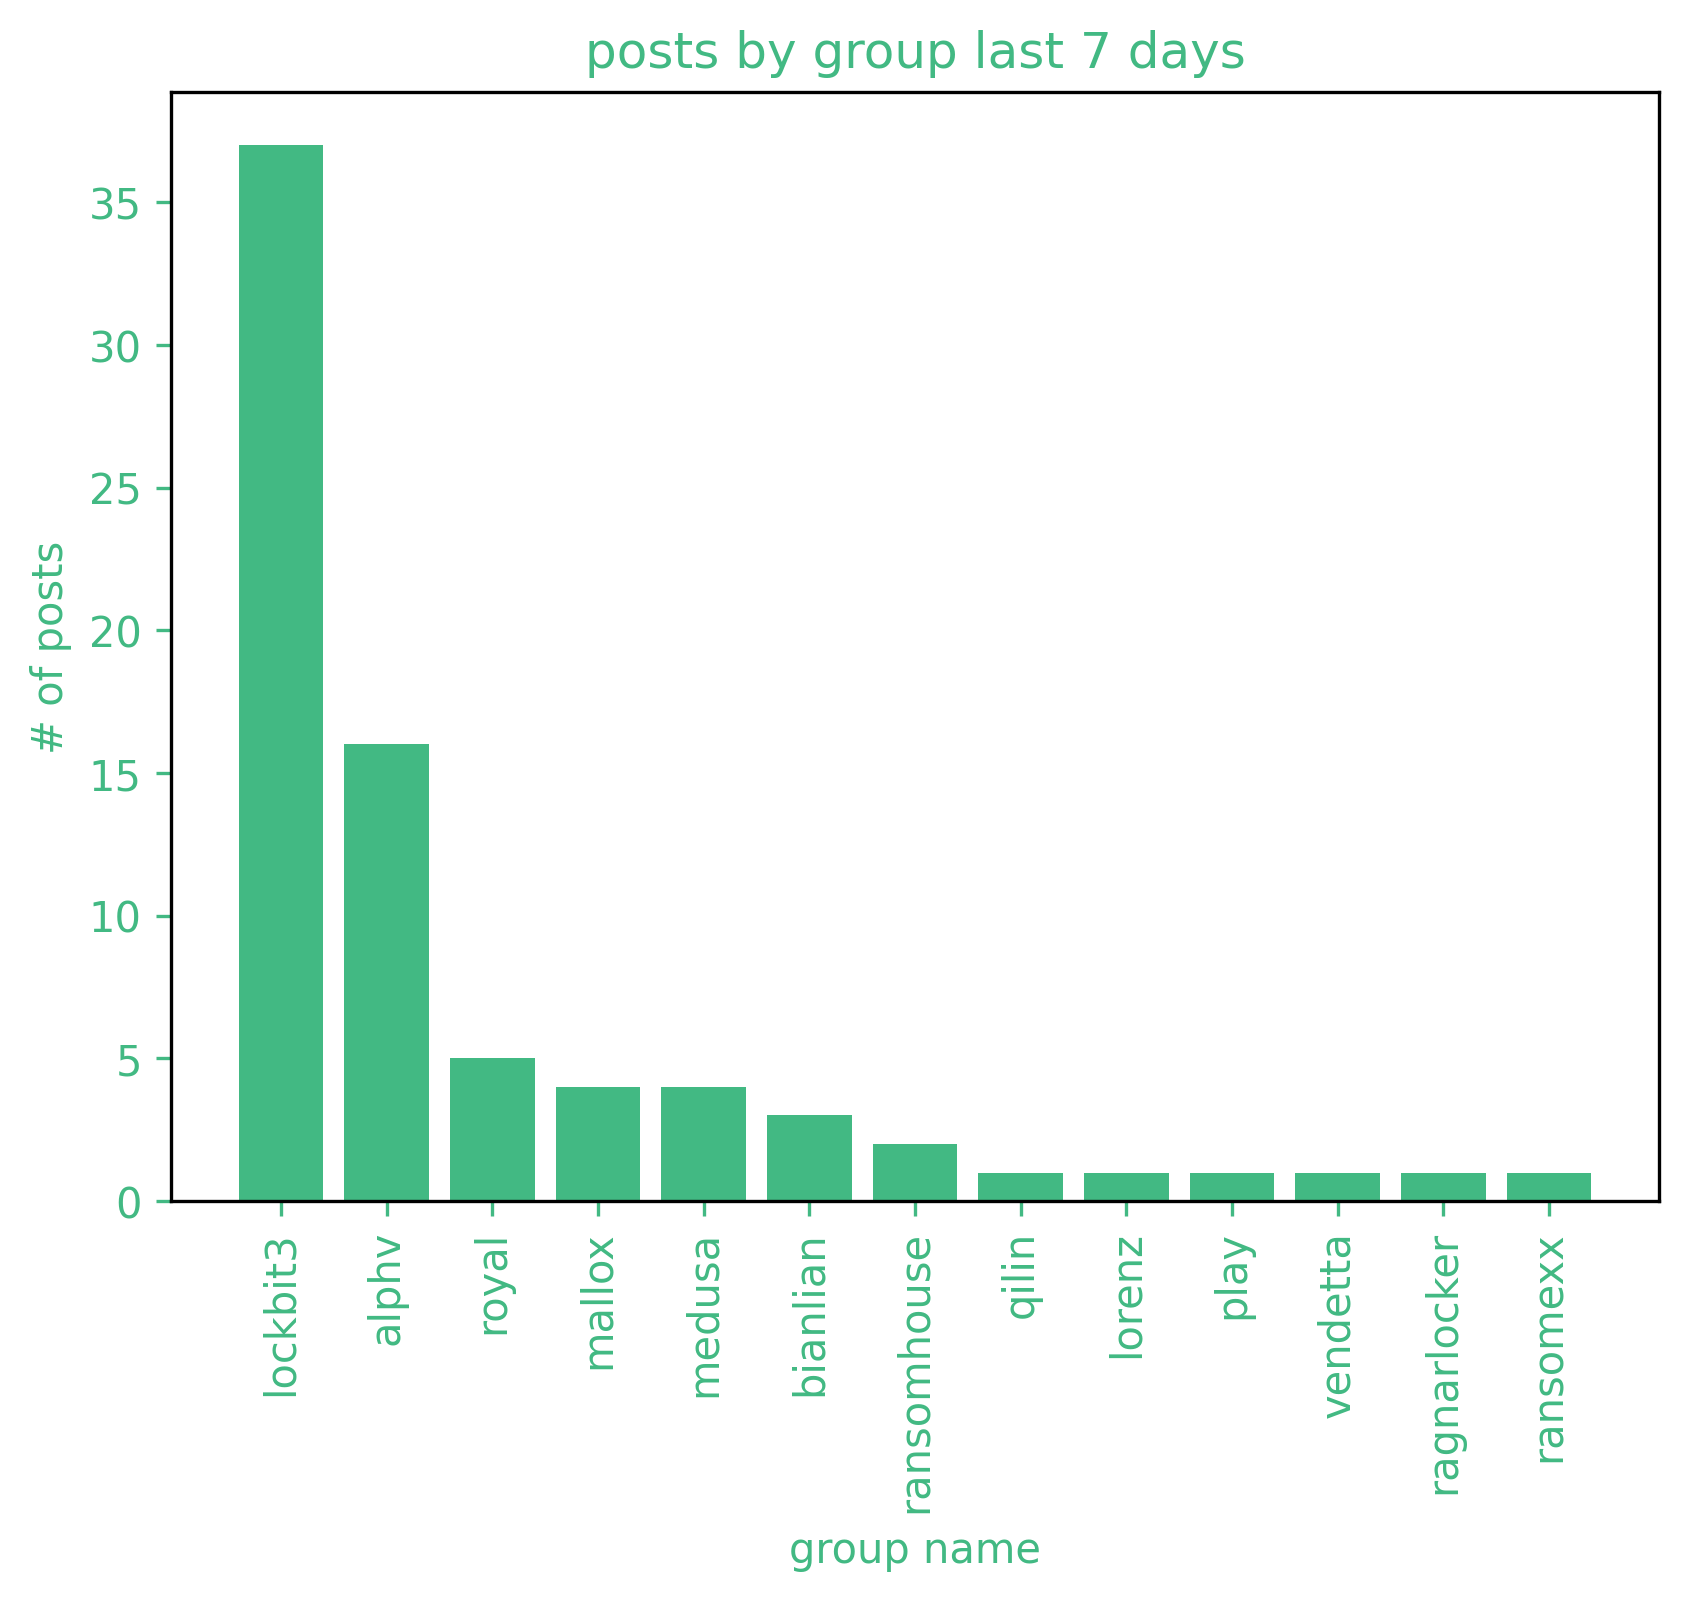 posts by group last 7 days
# of posts
35
30
25
20
15
10
5
0
lockbit3
alphv
royal
mallox
medusa
bianlian
ransomhouse
qilin
lorenz
play
vendetta
ragnarlocker
ransomexx
group name